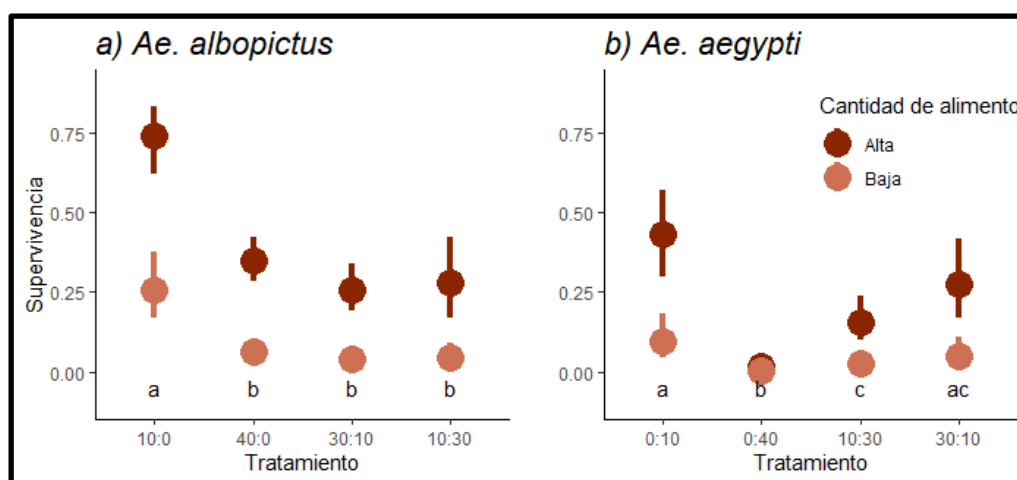 a) Ae. albopictus
b) Ae. aegypti
Supervivencia
0.75
0.50
0.25
0.00
a b b b
10:0 40:0 30:10 10:30
Tratamiento
0.75
0.50
0.25
0.00
Cantidad de alimento
Alta
Baja
a b c ac
0:10 0:40 10:30 30:10
Tratamiento